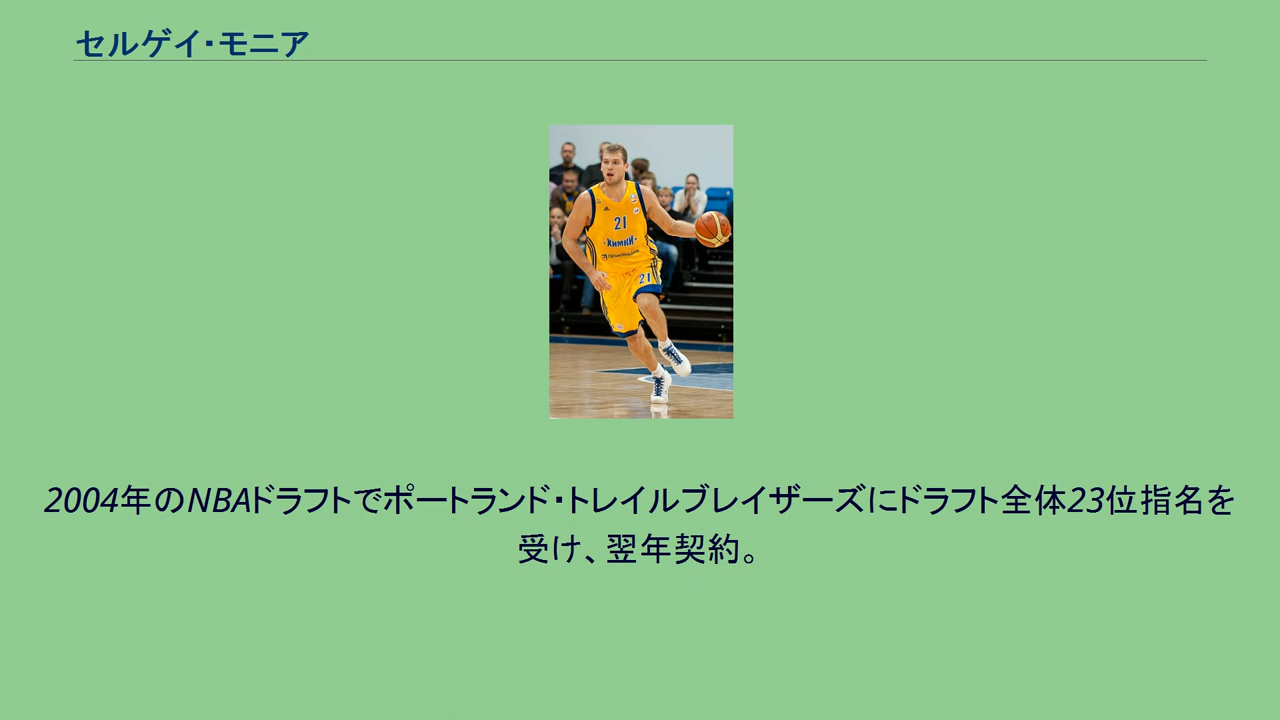 セルゲイ・モニア
21
Химки
21
2004年のNBAドラフトでポートランド・トレイルブレイザーズにドラフト全体23位指名を
受け、翌年契約。